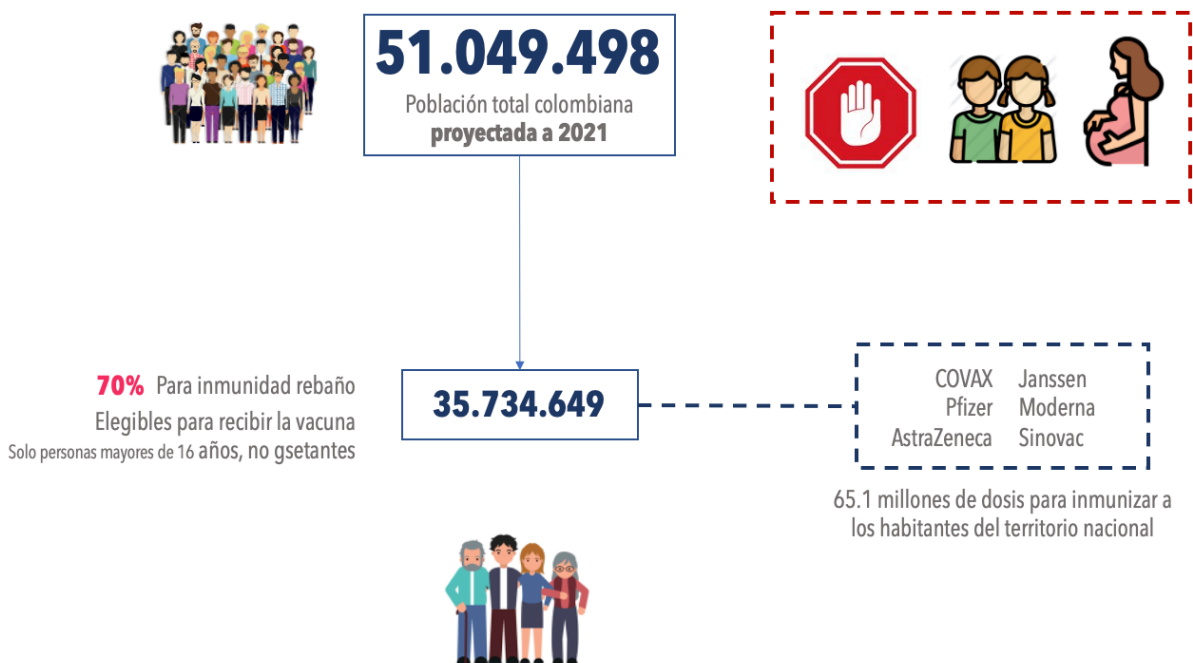 51.049.498
Población total colombiana
proyectada a 2021
70% Para inmunidad rebaño
Elegibles para recibir la vacuna
Solo personas mayores de 16 años, no gsetantes
35.734.649
COVAX Janssen
Pfizer Moderna
AstraZeneca Sinovac
65.1 millones de dosis para inmunizar a
los habitantes del territorio nacional